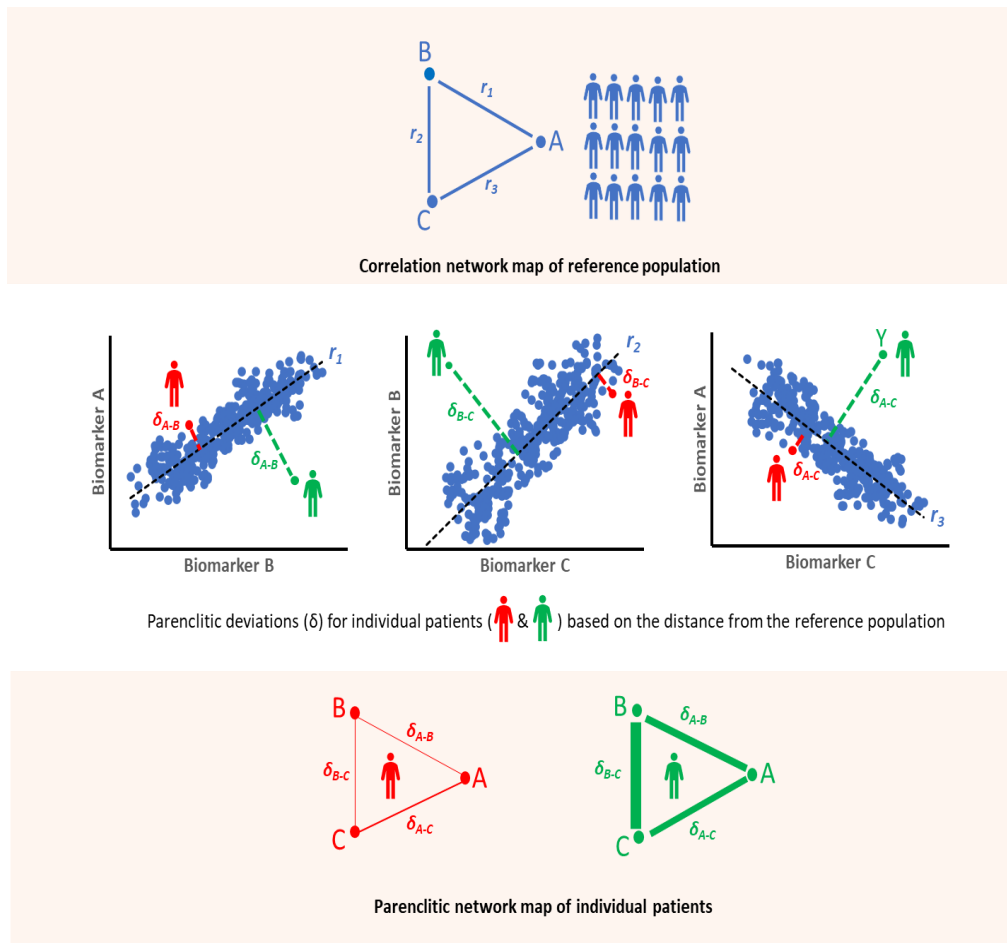 B
r1
r2
A
r3
C
Correlation network map of reference population
Biomarker A
r1
δA-B
δA-B
Biomarker B
Biomarker B
r2
δB-C
δB-C
Biomarker C
Biomarker A
Y
δA-C
δA-C
r3
Biomarker C
Parenclitic deviations (δ) for individual patients ( & ) based on the distance from the reference population
B
δA-B
δB-C
A
δA-C
C
B
δA-B
δB-C
A
δA-C
C
Parenclitic network map of individual patients